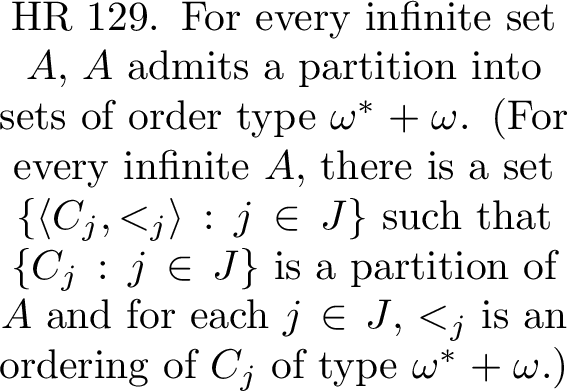 HR 129. For every infinite set
A, A admits a partition into
sets of order type ω* + ω. (For
every infinite A, there is a set
{⟨C_j, <_j⟩ : j ∈ J} such that
{C_j : j ∈ J} is a partition of
A and for each j ∈ J, <_j is an
ordering of C_j of type ω* + ω.)